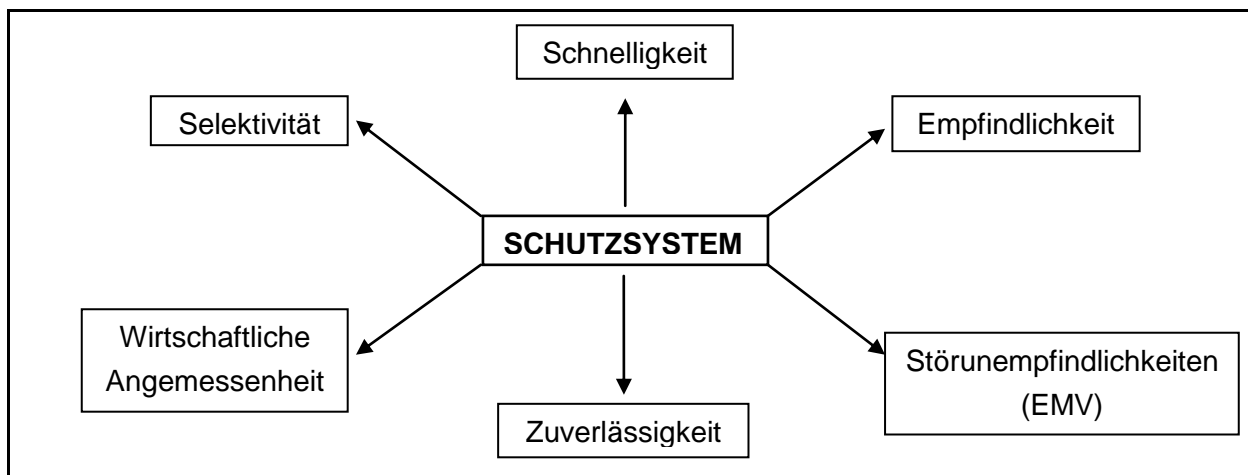 Schnelligkeit
Selektivität
Empfindlichkeit
SCHUTZSYSTEM
Wirtschaftliche
Angemessenheit
Störunempfindlichkeiten
(EMV)
Zuverlässigkeit